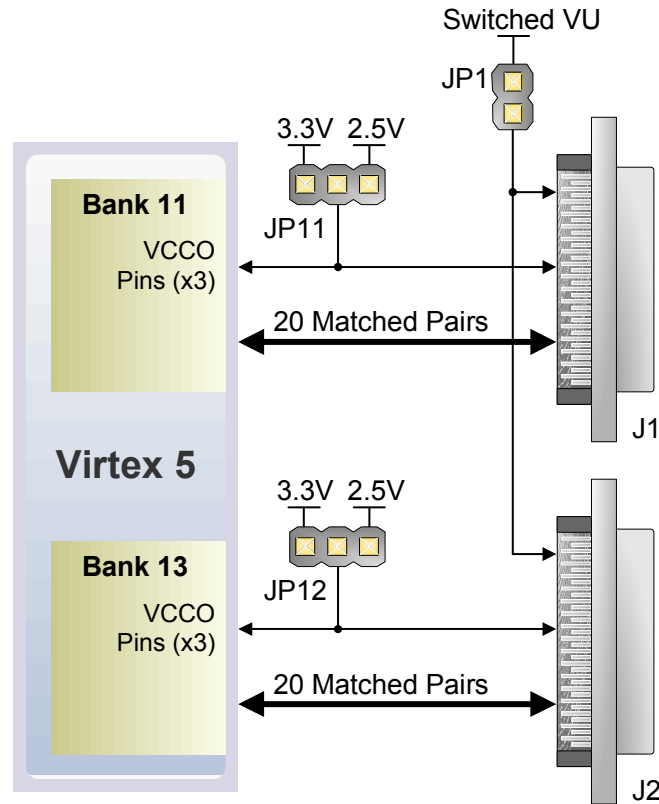 Switched VU
JP1
3.3V 2.5V
Bank 11
JP11
VCCO
Pins (x3)
20 Matched Pairs
J1
Virtex 5
3.3V 2.5V
Bank 13
JP12
VCCO
Pins (x3)
20 Matched Pairs
J2